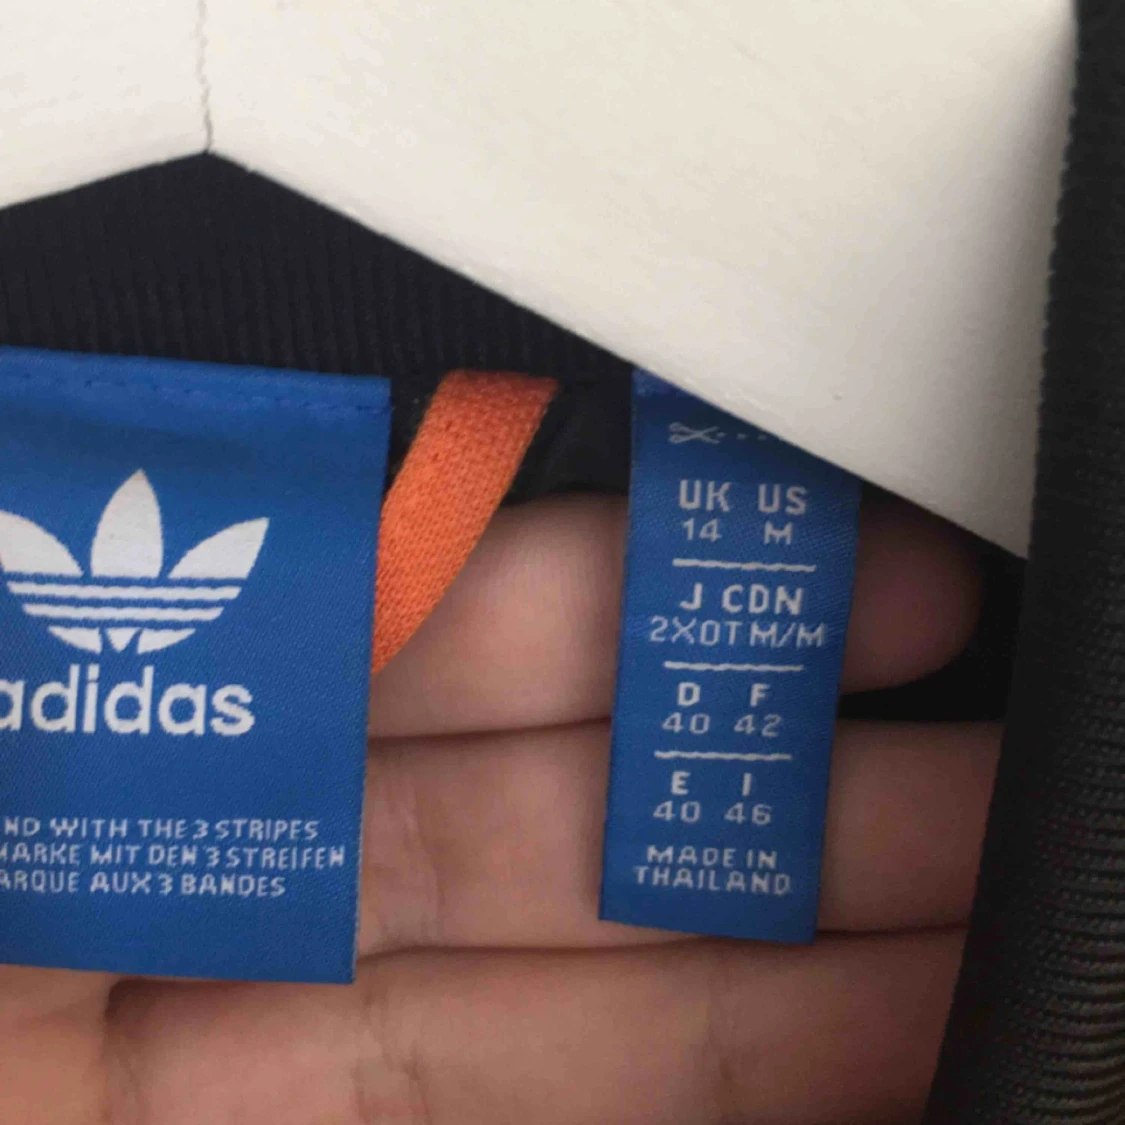 adidas
ND WITH THE 3 STRIPES
MARKE MIT DEN 3 STREIFEN
ARQUE AUX 3 BANDES
UK US
14 M
J CDN
2XOT M/M
D F
40 42
E I
40 46
MADE IN
THAILAND